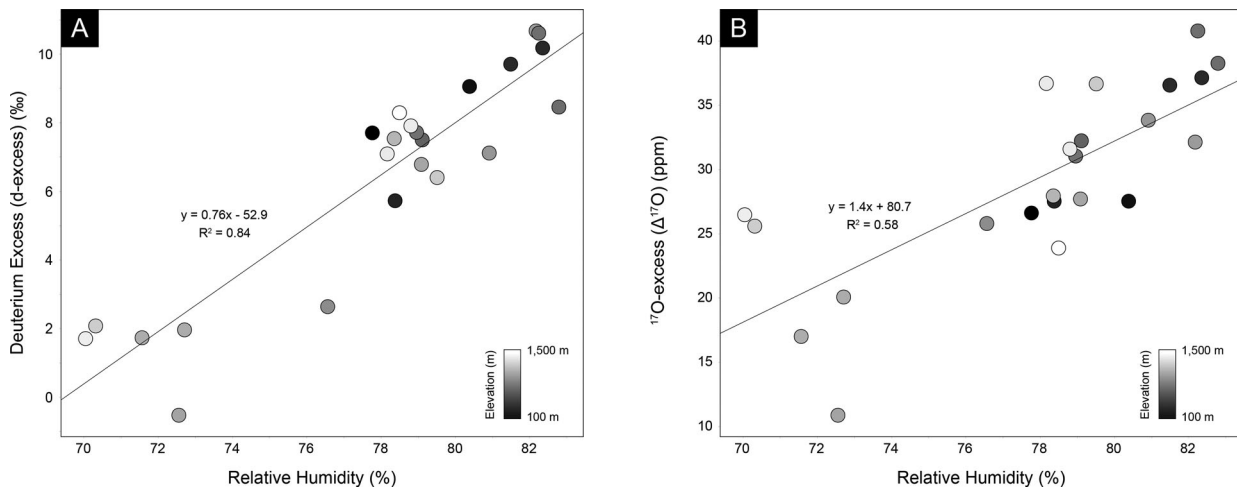 A
Deuterium Excess (d-excess) (‰)
10
8
6
4
2
0
y = 0.76x - 52.9
R² = 0.84
Elevation (m)
1,500 m
100 m
70 72 74 76 78 80 82
Relative Humidity (%)
B
¹⁷O-excess (Δ¹⁷O) (ppm)
40
35
30
25
20
15
10
y = 1.4x + 80.7
R² = 0.58
Elevation (m)
1,500 m
100 m
70 72 74 76 78 80 82
Relative Humidity (%)